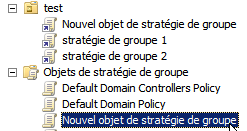 test
Nouvel objet de stratégie de groupe
stratégie de groupe 1
stratégie de groupe 2
Objets de stratégie de groupe
Default Domain Controllers Policy
Default Domain Policy
Nouvel objet de stratégie de groupe